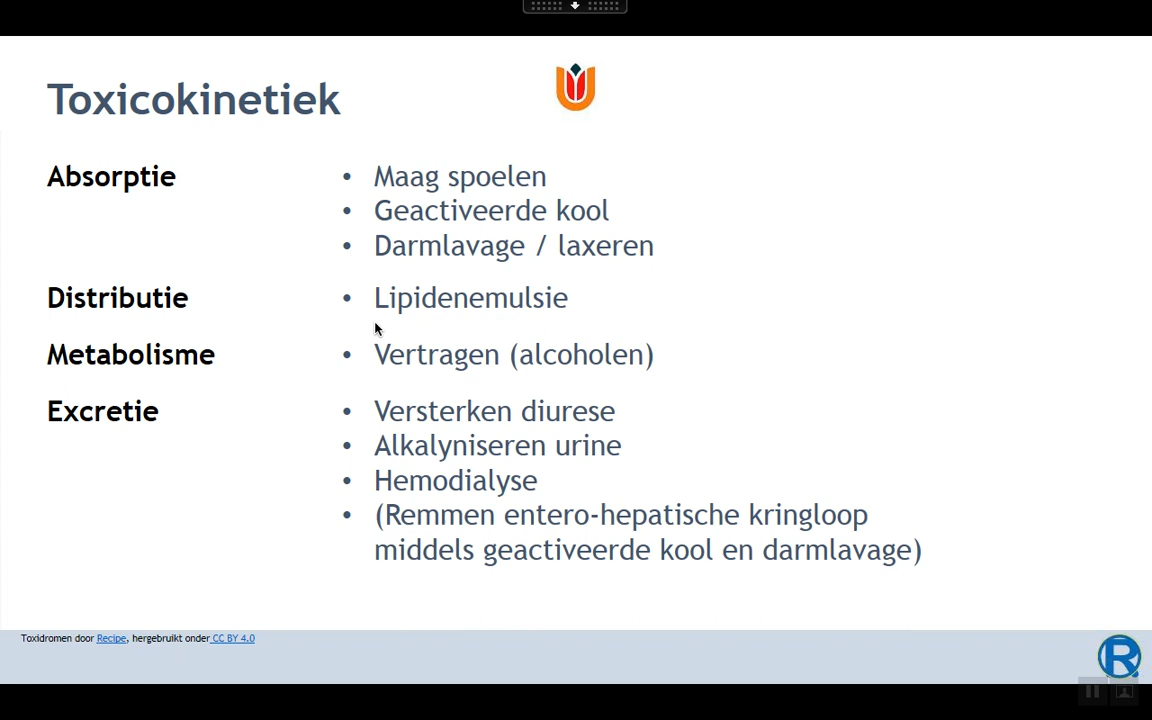 Toxicokinetiek
Absorptie
• Maag spoelen
• Geactiveerde kool
• Darmlavage / laxeren
Distributie
• Lipidenemulsie
Metabolisme
• Vertragen (alcoholen)
Excretie
• Versterken diurese
• Alkalyniseren urine
• Hemodialyse
• (Remmen entero-hepatische kringloop
middels geactiveerde kool en darmlavage)
Toxidromen door Recipe, hergebruikt onder CC BY 4.0
R